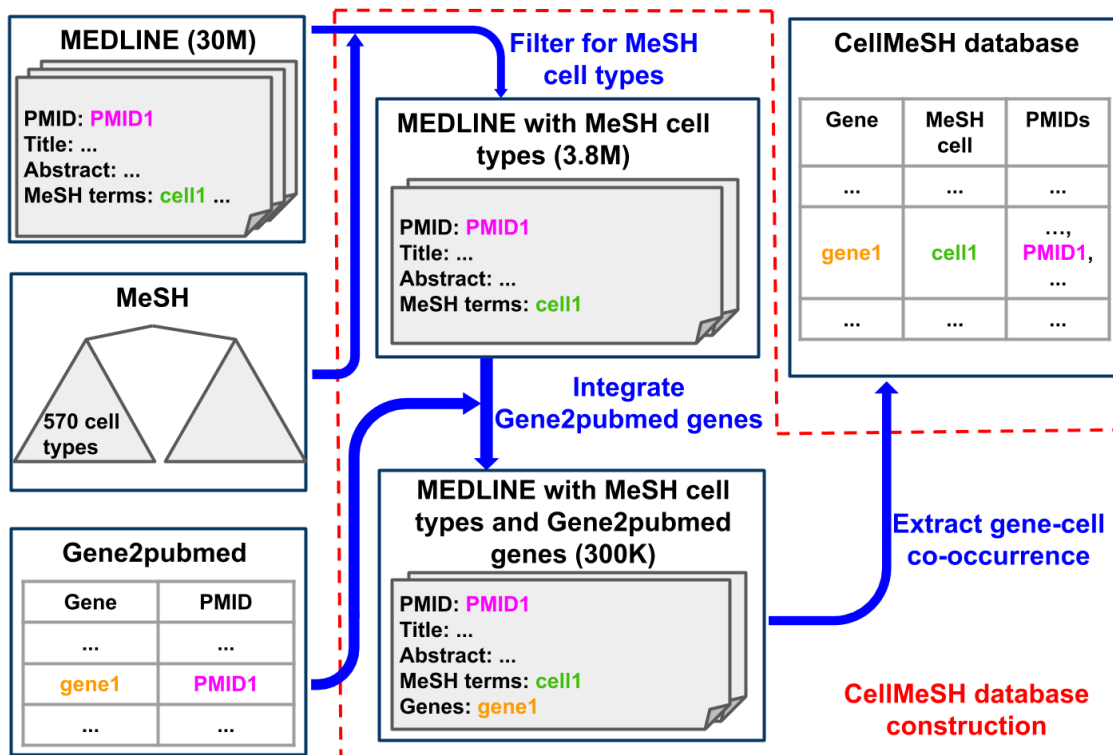 MEDLINE (30M)
PMID: PMID1
Title: ...
Abstract: ...
MeSH terms: cell1 ...
MeSH
570 cell
types
Gene2pubmed
Gene PMID
... ...
gene1 PMID1
... ...
Filter for MeSH
cell types
MEDLINE with MeSH cell
types (3.8M)
PMID: PMID1
Title: ...
Abstract: ...
MeSH terms: cell1
Integrate
Gene2pubmed genes
MEDLINE with MeSH cell
types and Gene2pubmed
genes (300K)
PMID: PMID1
Title: ...
Abstract: ...
MeSH terms: cell1
Genes: gene1
CellMeSH database
Gene MeSH PMIDs
cell
... ... ...
...,
gene1 cell1 PMID1,
...
... ... ...
Extract gene-cell
co-occurrence
CellMeSH database
construction